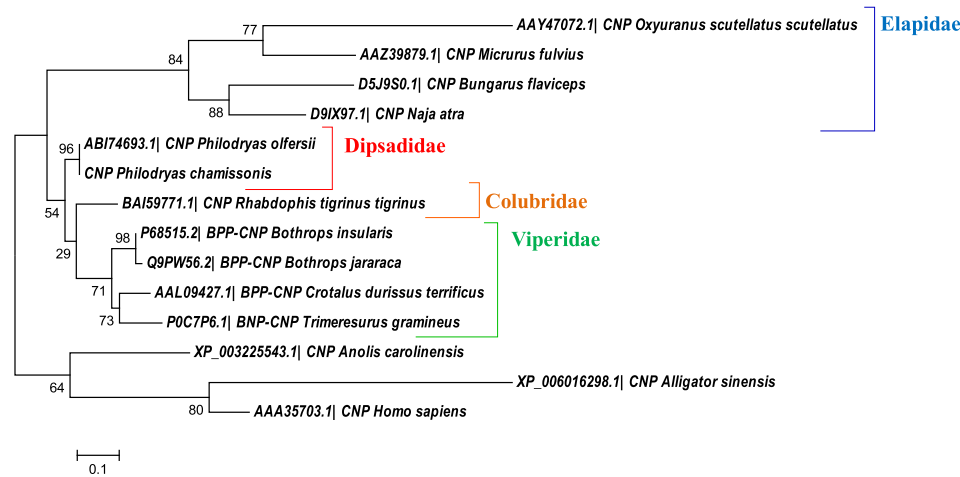 AAY47072.1| CNP Oxyuranus scutellatus scutellatus
Elapidae
77
AAZ39879.1| CNP Micrurus fulvius
84
D5J9S0.1| CNP Bungarus flaviceps
88
D9IX97.1| CNP Naja atra
ABI74693.1| CNP Philodryas olfersii
96
Dipsadidae
CNP Philodryas chamissonis
54
BAI59771.1| CNP Rhabdophis tigrinus tigrinus
Colubridae
P68515.2| BPP-CNP Bothrops insularis
98
Viperidae
29
Q9PW56.2| BPP-CNP Bothrops jararaca
71
AAL09427.1| BPP-CNP Crotalus durissus terrificus
73
P0C7P6.1| BNP-CNP Trimeresurus gramineus
XP_003225543.1| CNP Anolis carolinensis
64
XP_006016298.1| CNP Alligator sinensis
80
AAA35703.1| CNP Homo sapiens
0.1